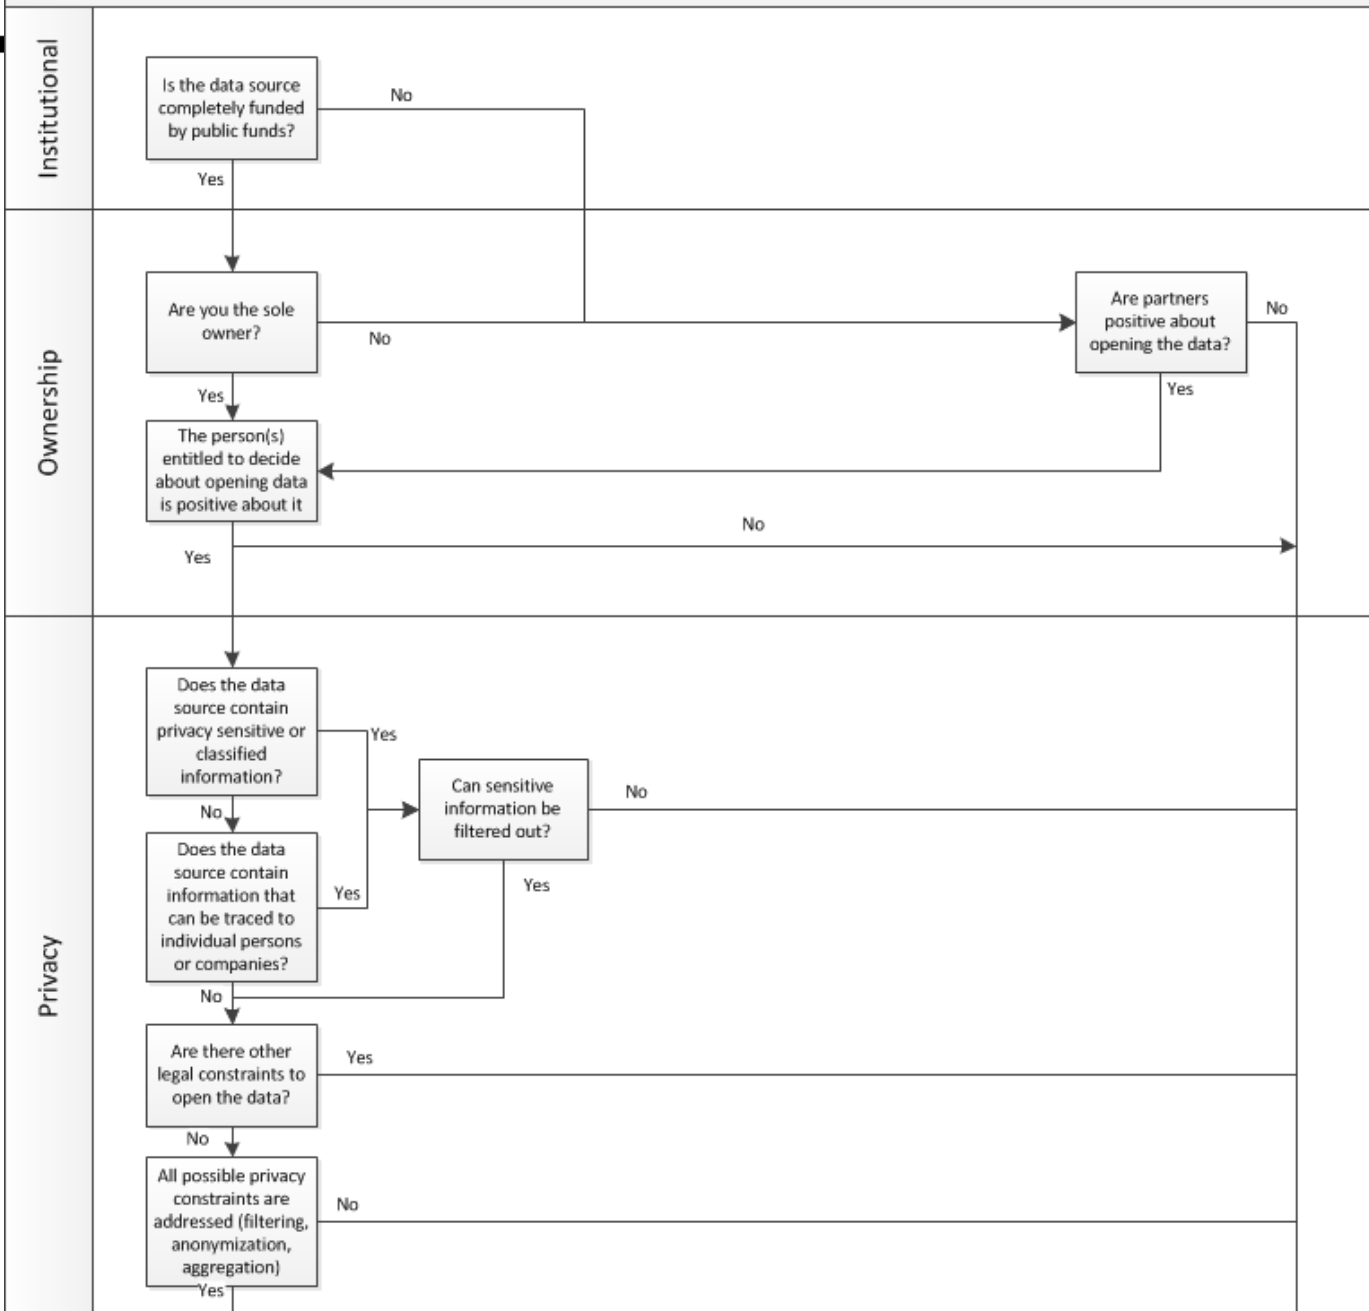 Institutional
Is the data source
completely funded
by public funds?
No
Yes
Ownership
Are you the sole
owner?
No
Are partners
positive about
opening the data?
No
Yes
Yes
The person(s)
entitled to decide
about opening data
is positive about it
No
Yes
Privacy
Does the data
source contain
privacy sensitive or
classified
information?
Yes
Can sensitive
information be
filtered out?
No
No
Does the data
source contain
information that
can be traced to
individual persons
or companies?
Yes
Yes
No
Are there other
legal constraints to
open the data?
Yes
No
All possible privacy
constraints are
addressed (filtering,
anonymization,
aggregation)
No
Yes